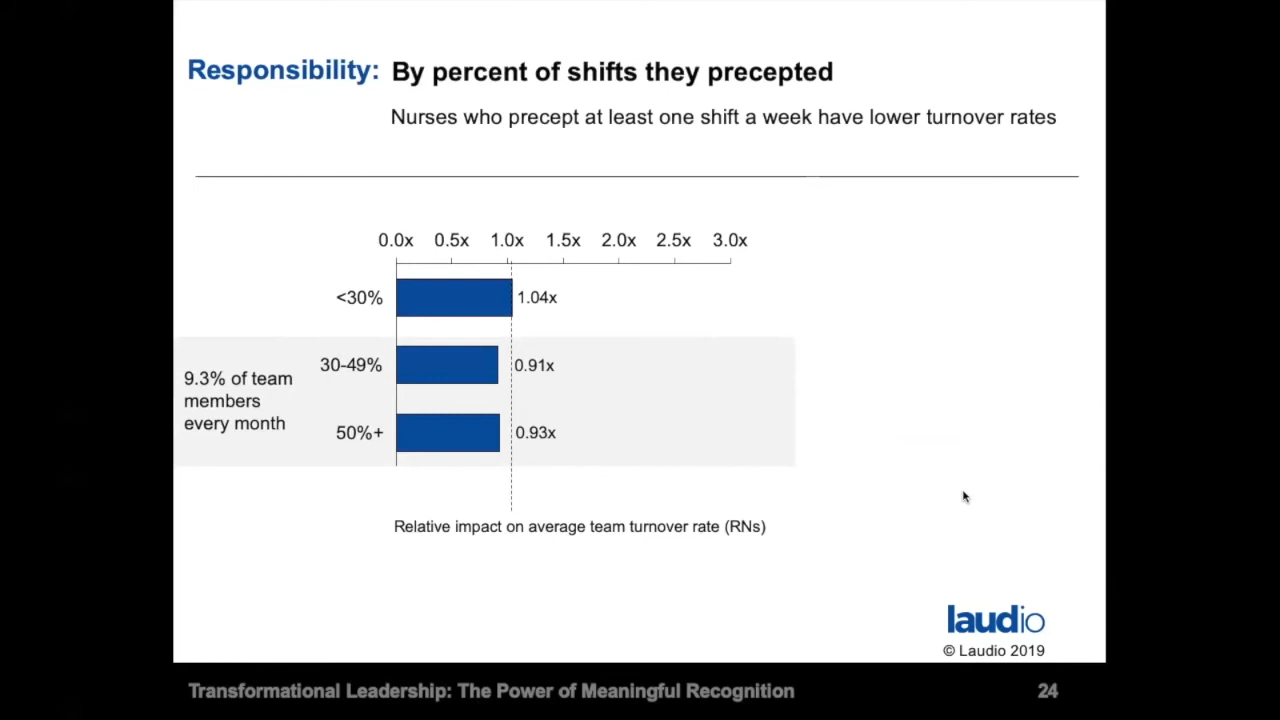 Responsibility: By percent of shifts they precepted
Nurses who precept at least one shift a week have lower turnover rates
0.0x 0.5x 1.0x 1.5x 2.0x 2.5x 3.0x
<30% 1.04x
30-49% 0.91x
9.3% of team
members
every month
50%+ 0.93x
Relative impact on average team turnover rate (RNs)
laudio
© Laudio 2019
Transformational Leadership: The Power of Meaningful Recognition 24